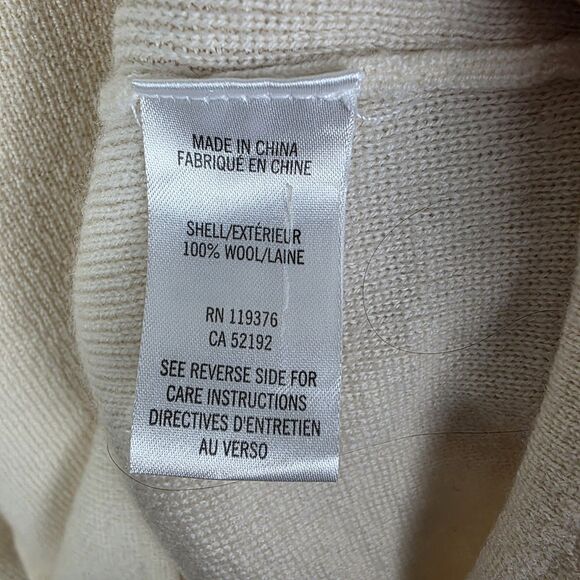 MADE IN CHINA
FABRIQUÉ EN CHINE
SHELL/EXTÉRIEUR
100% WOOL/LAINE
RN 119376
CA 52192
SEE REVERSE SIDE FOR
CARE INSTRUCTIONS
DIRECTIVES D'ENTRETIEN
AU VERSO